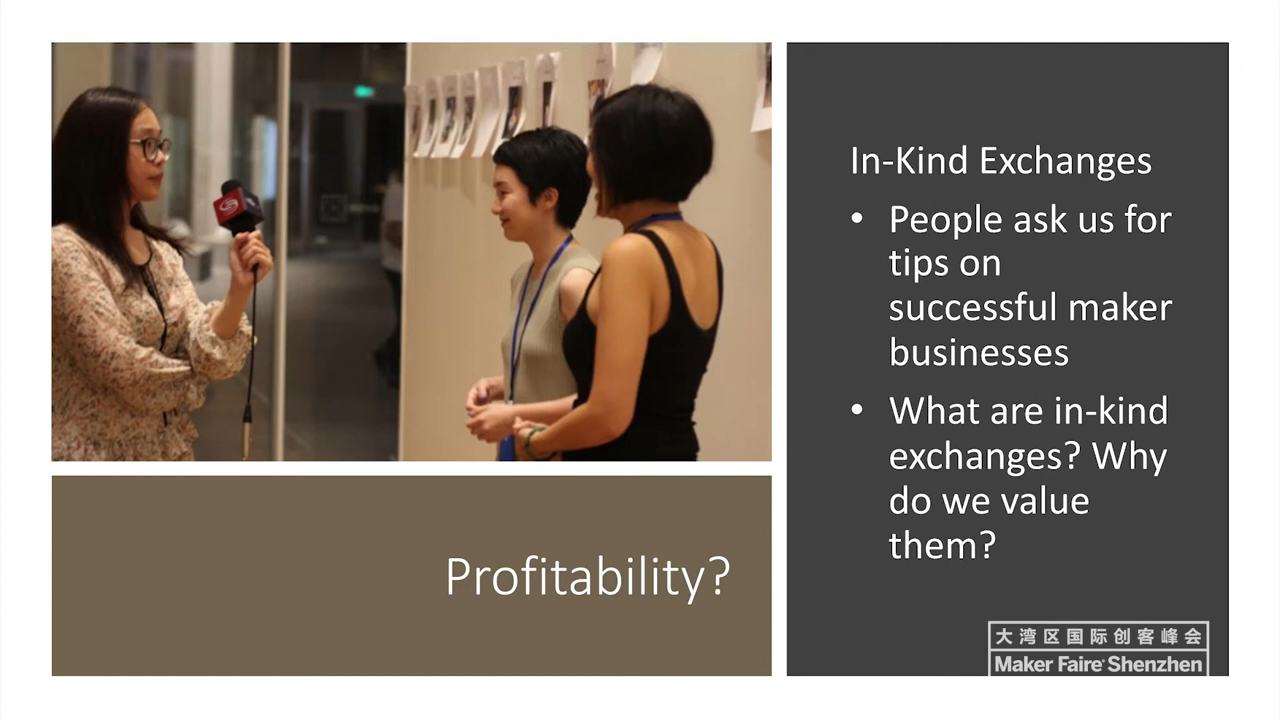 In-Kind Exchanges
• People ask us for
tips on
successful maker
businesses
• What are in-kind
exchanges? Why
do we value
them?
Profitability?
大湾区国际创客峰会
Maker Faire® Shenzhen